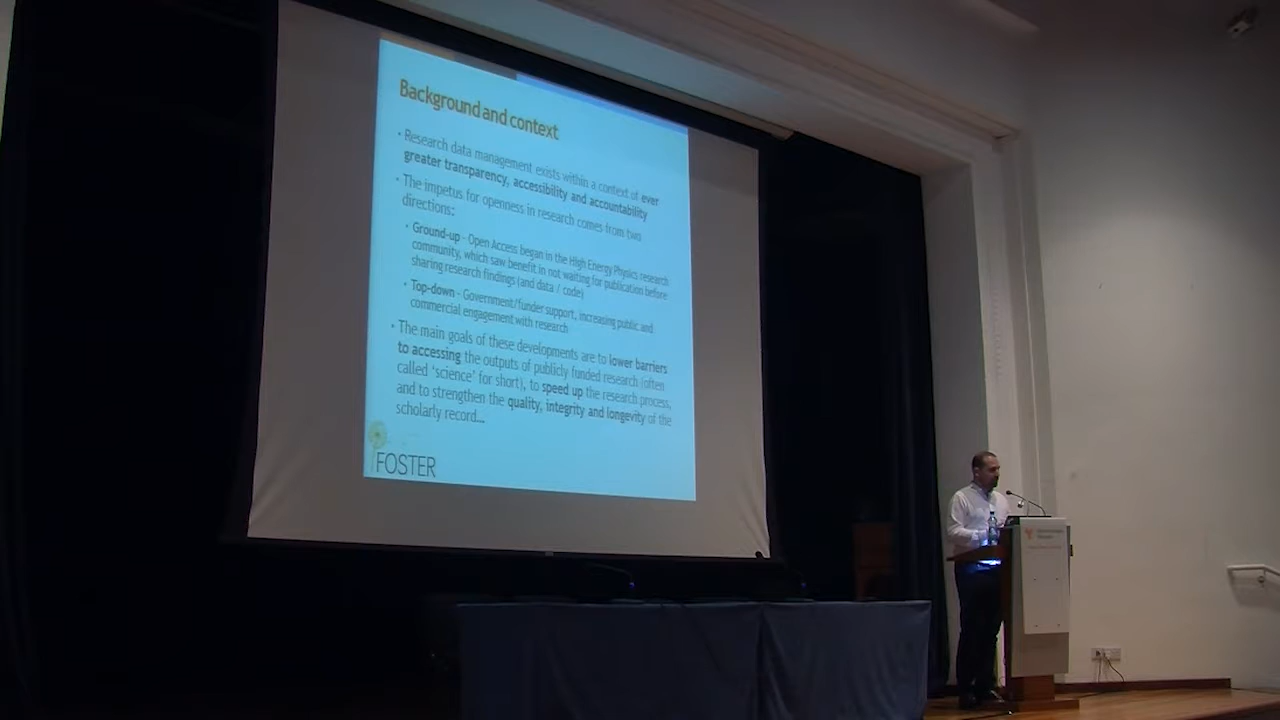 Background and context
• Research data management exists within a context of ever
greater transparency, accessibility and accountability
• The impetus for openness in research comes from two
directions:
• Ground-up - Open Access began in the High Energy Physics research
community, which saw benefit in not waiting for publication before
sharing research findings (and data / code)
• Top-down - Government/funder support, increasing public and
commercial engagement with research
• The main goals of these developments are to lower barriers
to accessing the outputs of publicly funded research (often
called 'science' for short), to speed up the research process,
and to strengthen the quality, integrity and longevity of the
scholarly record...
FOSTER